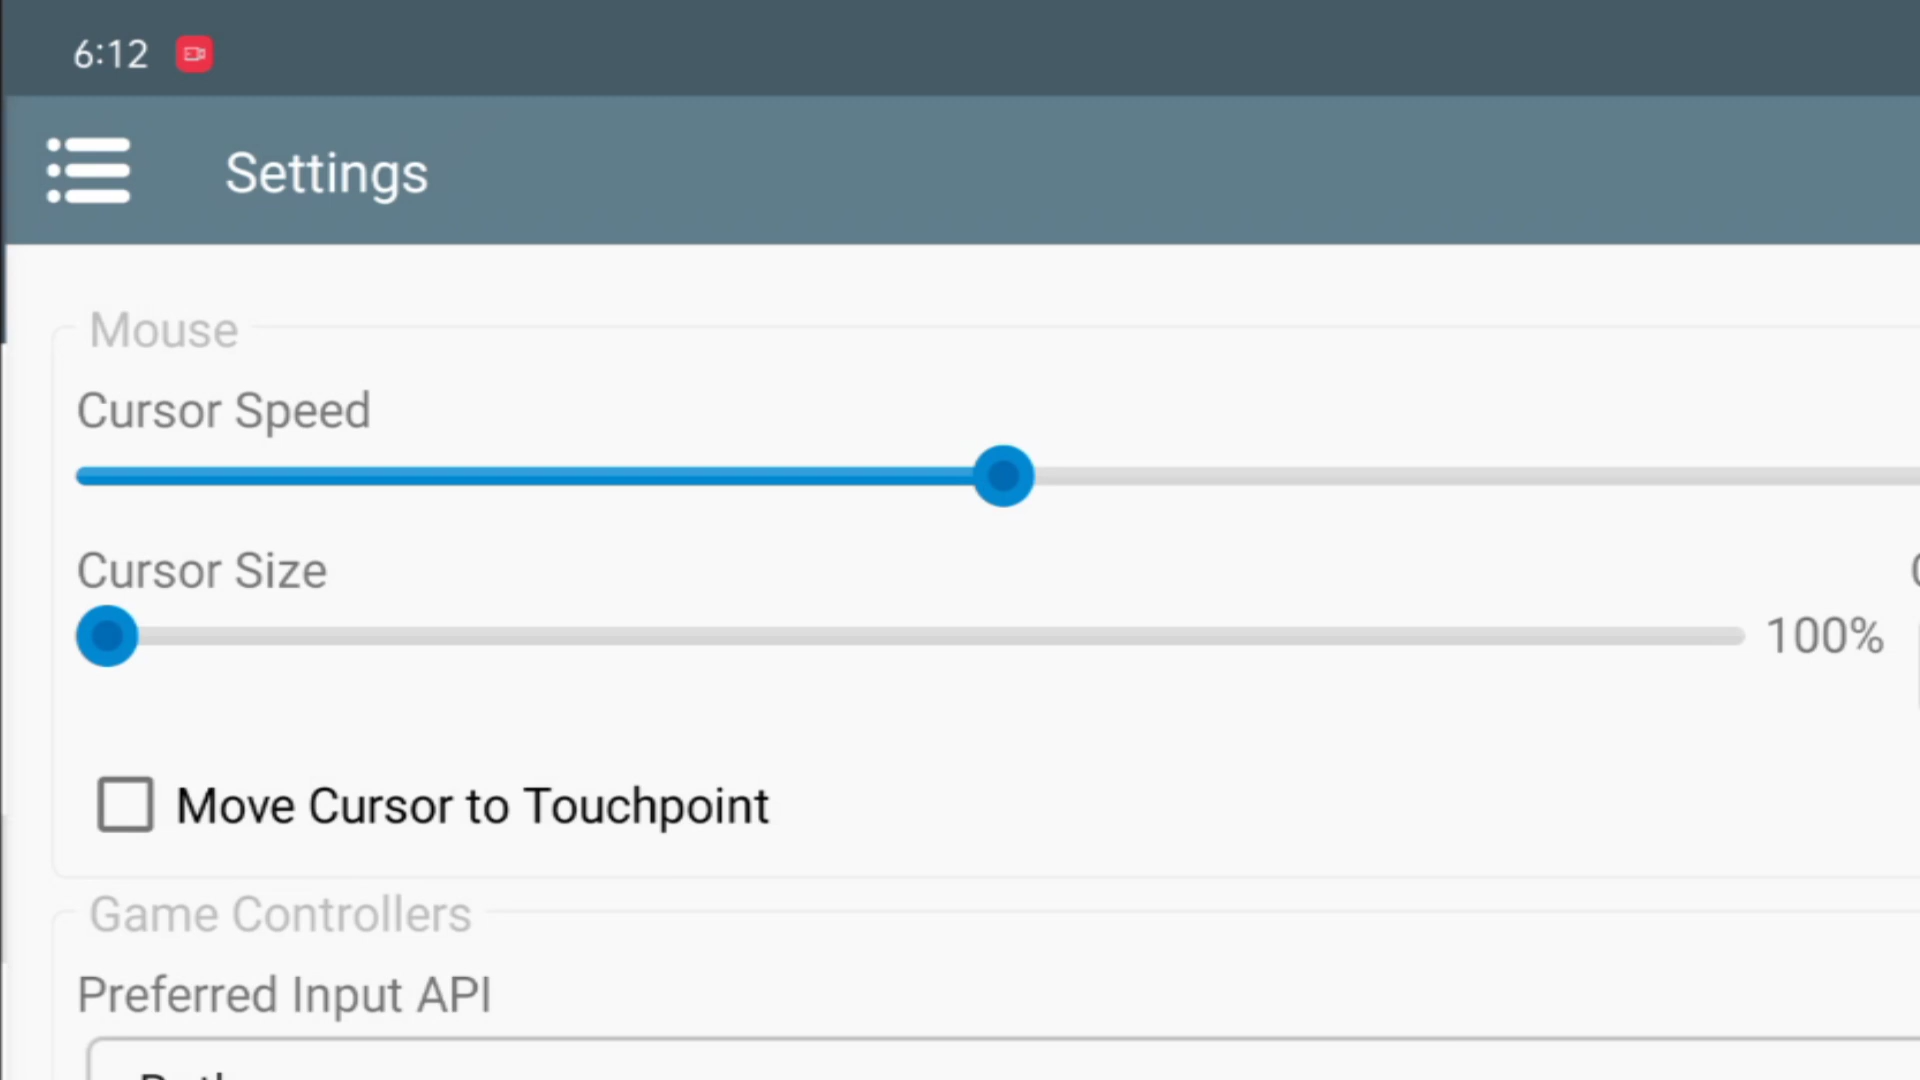 6:12
Settings
Mouse
Cursor Speed
Cursor Size
100%
Move Cursor to Touchpoint
Game Controllers
Preferred Input API